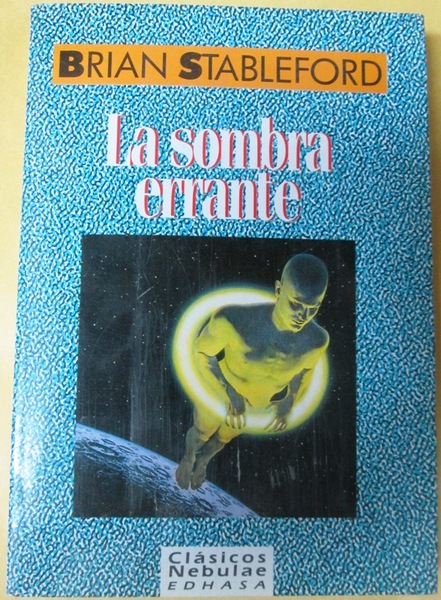 BRIAN STABLEFORD
La sombra
errante
Clásicos
Nebulae
EDHASA